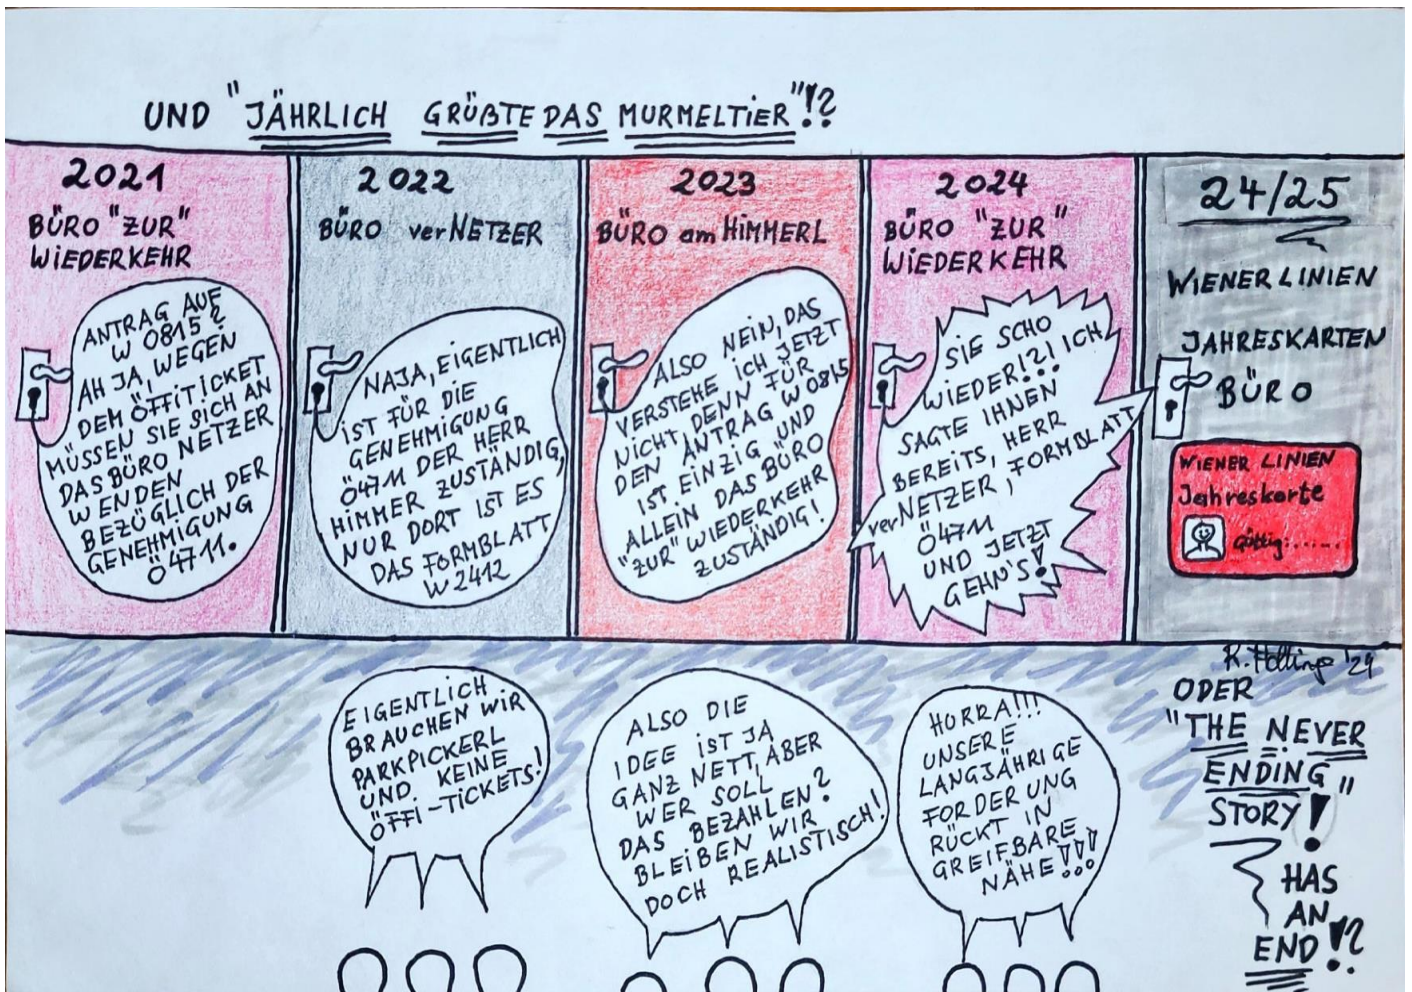 UND "JÄHRLICH GRÜßTE DAS MURMELTIER"!?
2021
BÜRO "ZUR"
WIEDERKEHR
ANTRAG AUF
W 0815?
AH JA, WEGEN
DEM ÖFFITICKET
MÜSSEN SIE SICH AN
DAS BÜRO NETZER
WENDEN
BEZÜGLICH DER
GENEHMIGUNG
Ö 4711.
2022
BÜRO verNETZER
NAJA, EIGENTLICH
IST FÜR DIE
GENEHMIGUNG
Ö4711 DER HERR
HIMMER ZUSTÄNDIG,
NUR DORT IST ES
DAS FORMBLATT
W2412
2023
BÜRO am HIMMERL
ALSO NEIN, DAS
VERSTEHE ICH JETZT
NICHT, DENN FÜR
DEN ANTRAG W0815
IST EINZIG UND
ALLEIN DAS BÜRO
"ZUR" WIEDERKEHR
ZUSTÄNDIG!
2024
BÜRO "ZUR"
WIEDERKEHR
SIE SCHO
WIEDER!?! ICH
SAGTE IHNEN
BEREITS, HERR
verNETZER, FORMBLATT
Ö4711
UND JETZT
GEHN'S!
24/25
WIENER LINIEN
JAHRESKARTEN
BÜRO
WIENER LINIEN
Jahreskarte
Gültig:......
EIGENTLICH
BRAUCHEN WIR
PARKPICKERL
UND KEINE
ÖFFI-TICKETS!
ALSO DIE
IDEE IST JA
GANZ NETT, ABER
WER SOLL
DAS BEZAHLEN?
BLEIBEN WIR
DOCH REALISTISCH!
HURRA!!!
UNSERE
LANGJÄHRIGE
FORDERUNG
RÜCKT IN
GREIFBARE
NÄHE!!!
K. '24
ODER
"THE NEVER
ENDING"
STORY!
HAS
AN
END!?